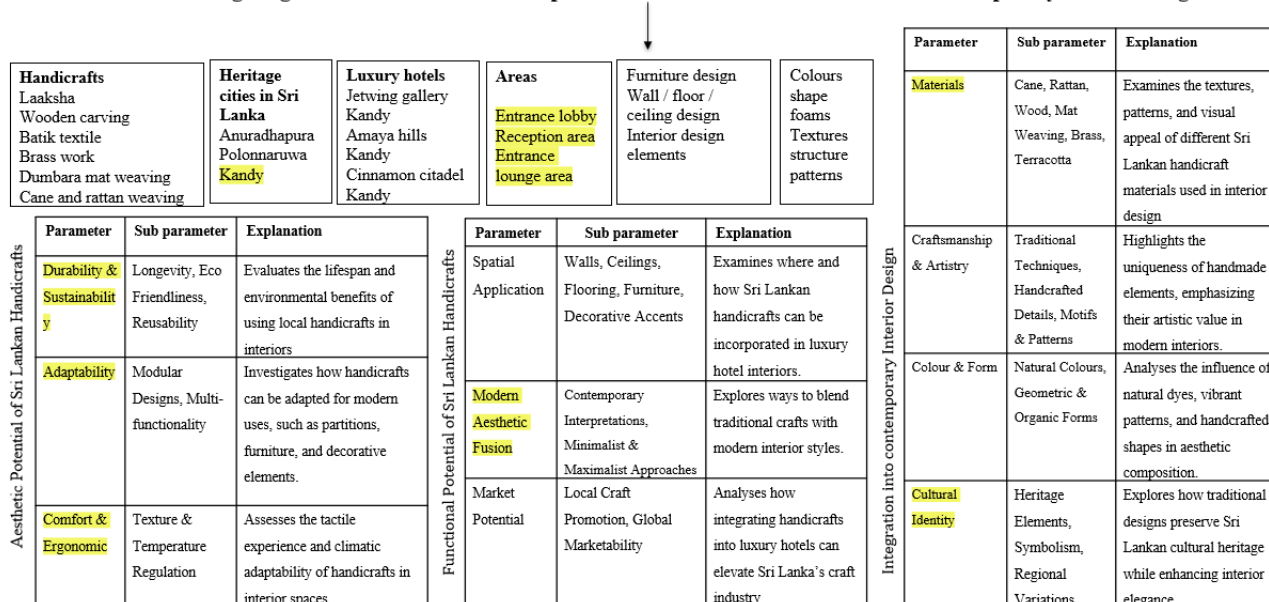 Handicrafts
Laaksha
Wooden carving
Batik textile
Brass work
Dumbara mat weaving
Cane and rattan weaving
Heritage
cities in Sri
Lanka
Anuradhapura
Polonnaruwa
Kandy
Luxury hotels
Jetwing gallery
Kandy
Amaya hills
Kandy
Cinnamon citadel
Kandy
Areas
Entrance lobby
Reception area
Entrance
lounge area
Furniture design
Wall / floor /
ceiling design
Interior design
elements
Colours
shape
foams
Textures
structure
patterns
Aesthetic Potential of Sri Lankan Handicrafts
Parameter
Sub parameter
Explanation
Durability &
Sustainabilit
y
Longevity, Eco
Friendliness,
Reusability
Evaluates the lifespan and
environmental benefits of
using local handicrafts in
interiors
Adaptability
Modular
Designs, Multi-
functionality
Investigates how handicrafts
can be adapted for modern
uses, such as partitions,
furniture, and decorative
elements.
Comfort &
Ergonomic
Texture &
Temperature
Regulation
Assesses the tactile
experience and climatic
adaptability of handicrafts in
interior spaces
Functional Potential of Sri Lankan Handicrafts
Parameter
Sub parameter
Explanation
Spatial
Application
Walls, Ceilings,
Flooring, Furniture,
Decorative Accents
Examines where and
how Sri Lankan
handicrafts can be
incorporated in luxury
hotel interiors.
Modern
Aesthetic
Fusion
Contemporary
Interpretations,
Minimalist &
Maximalist Approaches
Explores ways to blend
traditional crafts with
modern interior styles.
Market
Potential
Local Craft
Promotion, Global
Marketability
Analyses how
integrating handicrafts
into luxury hotels can
elevate Sri Lanka's craft
industry
Integration into contemporary Interior Design
Parameter
Sub parameter
Explanation
Materials
Cane, Rattan,
Wood, Mat
Weaving, Brass,
Terracotta
Examines the textures,
patterns, and visual
appeal of different Sri
Lankan handicraft
materials used in interior
design
Craftsmanship
& Artistry
Traditional
Techniques,
Handcrafted
Details, Motifs
& Patterns
Highlights the
uniqueness of handmade
elements, emphasizing
their artistic value in
modern interiors.
Colour & Form
Natural Colours,
Geometric &
Organic Forms
Analyses the influence of
natural dyes, vibrant
patterns, and handcrafted
shapes in aesthetic
composition.
Cultural
Identity
Heritage
Elements,
Symbolism,
Regional
Variations
Explores how traditional
designs preserve Sri
Lankan cultural heritage
while enhancing interior
elegance